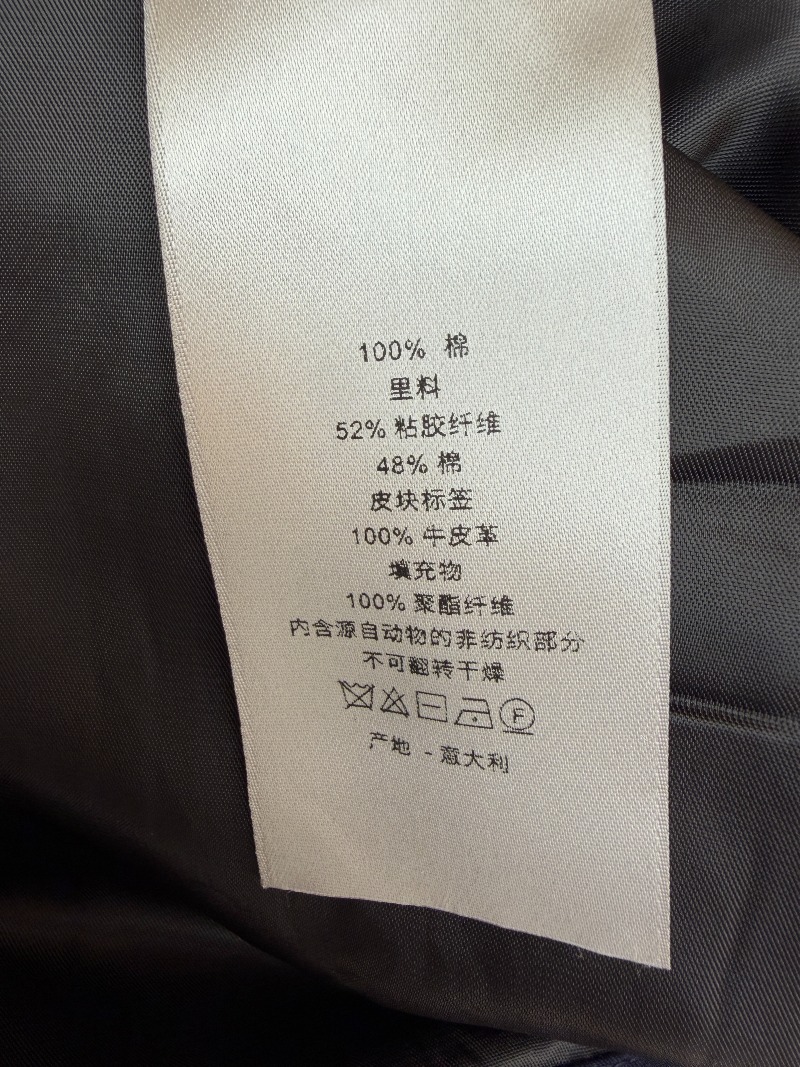 100% 棉
里料
52% 粘胶纤维
48% 棉
皮块标签
100% 牛皮革
填充物
100% 聚酯纤维
内含源自动物的非纺织部分
不可翻转干燥
F
产地 - 意大利